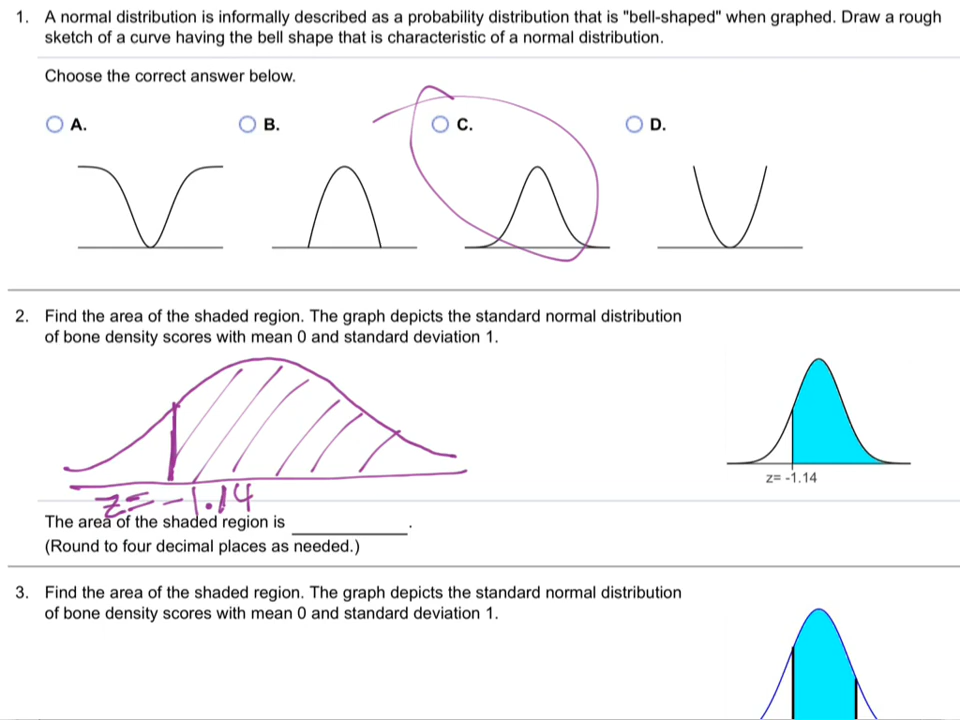 1. A normal distribution is informally described as a probability distribution that is "bell-shaped" when graphed. Draw a rough
sketch of a curve having the bell shape that is characteristic of a normal distribution.
Choose the correct answer below.
A. B. C. D.
2. Find the area of the shaded region. The graph depicts the standard normal distribution
of bone density scores with mean 0 and standard deviation 1.
z= -1.14
z= -1.14
The area of the shaded region is ____________.
(Round to four decimal places as needed.)
3. Find the area of the shaded region. The graph depicts the standard normal distribution
of bone density scores with mean 0 and standard deviation 1.